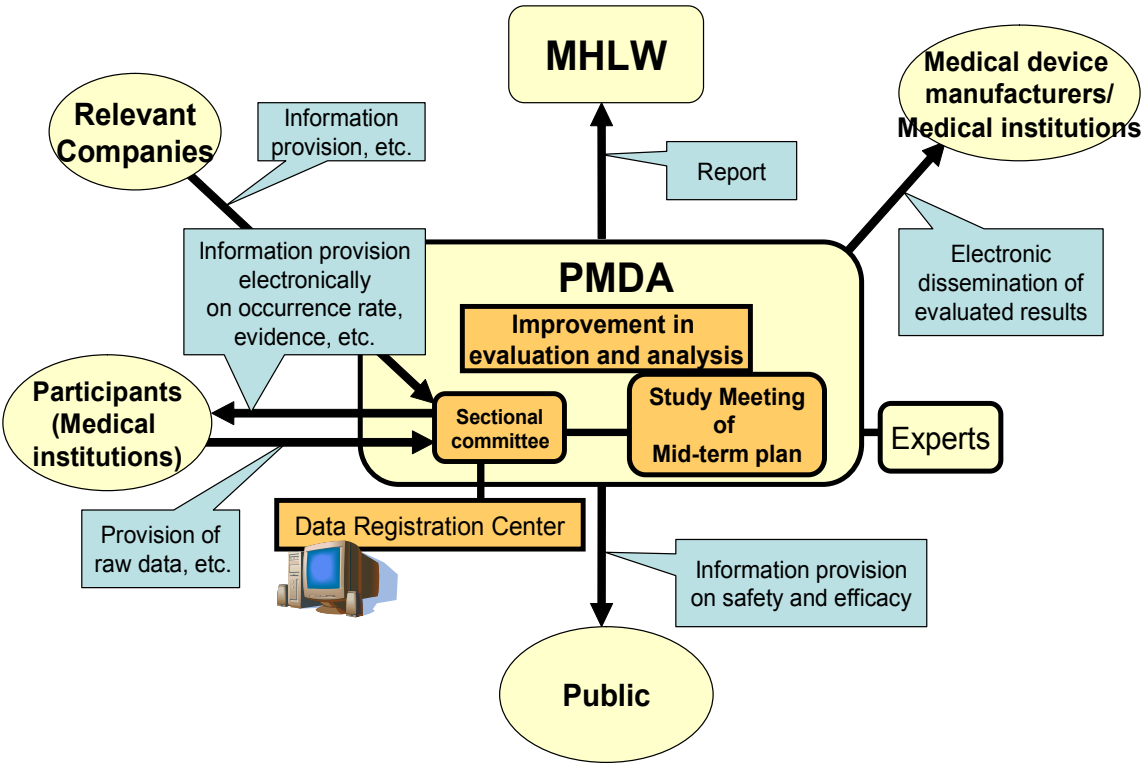 MHLW
Medical device
manufacturers/
Medical institutions
Relevant
Companies
Information
provision, etc.
Report
Information provision
electronically
on occurrence rate,
evidence, etc.
PMDA
Electronic
dissemination of
evaluated results
Improvement in
evaluation and analysis
Participants
(Medical
institutions)
Sectional
committee
Study Meeting
of
Mid-term plan
Experts
Provision of
raw data, etc.
Data Registration Center
Information provision
on safety and efficacy
Public